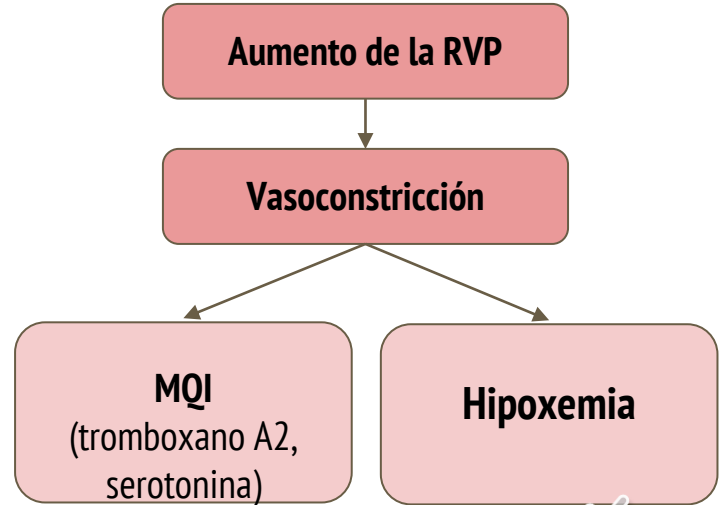 Aumento de la RVP
Vasoconstricción
MQI
(tromboxano A2,
serotonina)
Hipoxemia